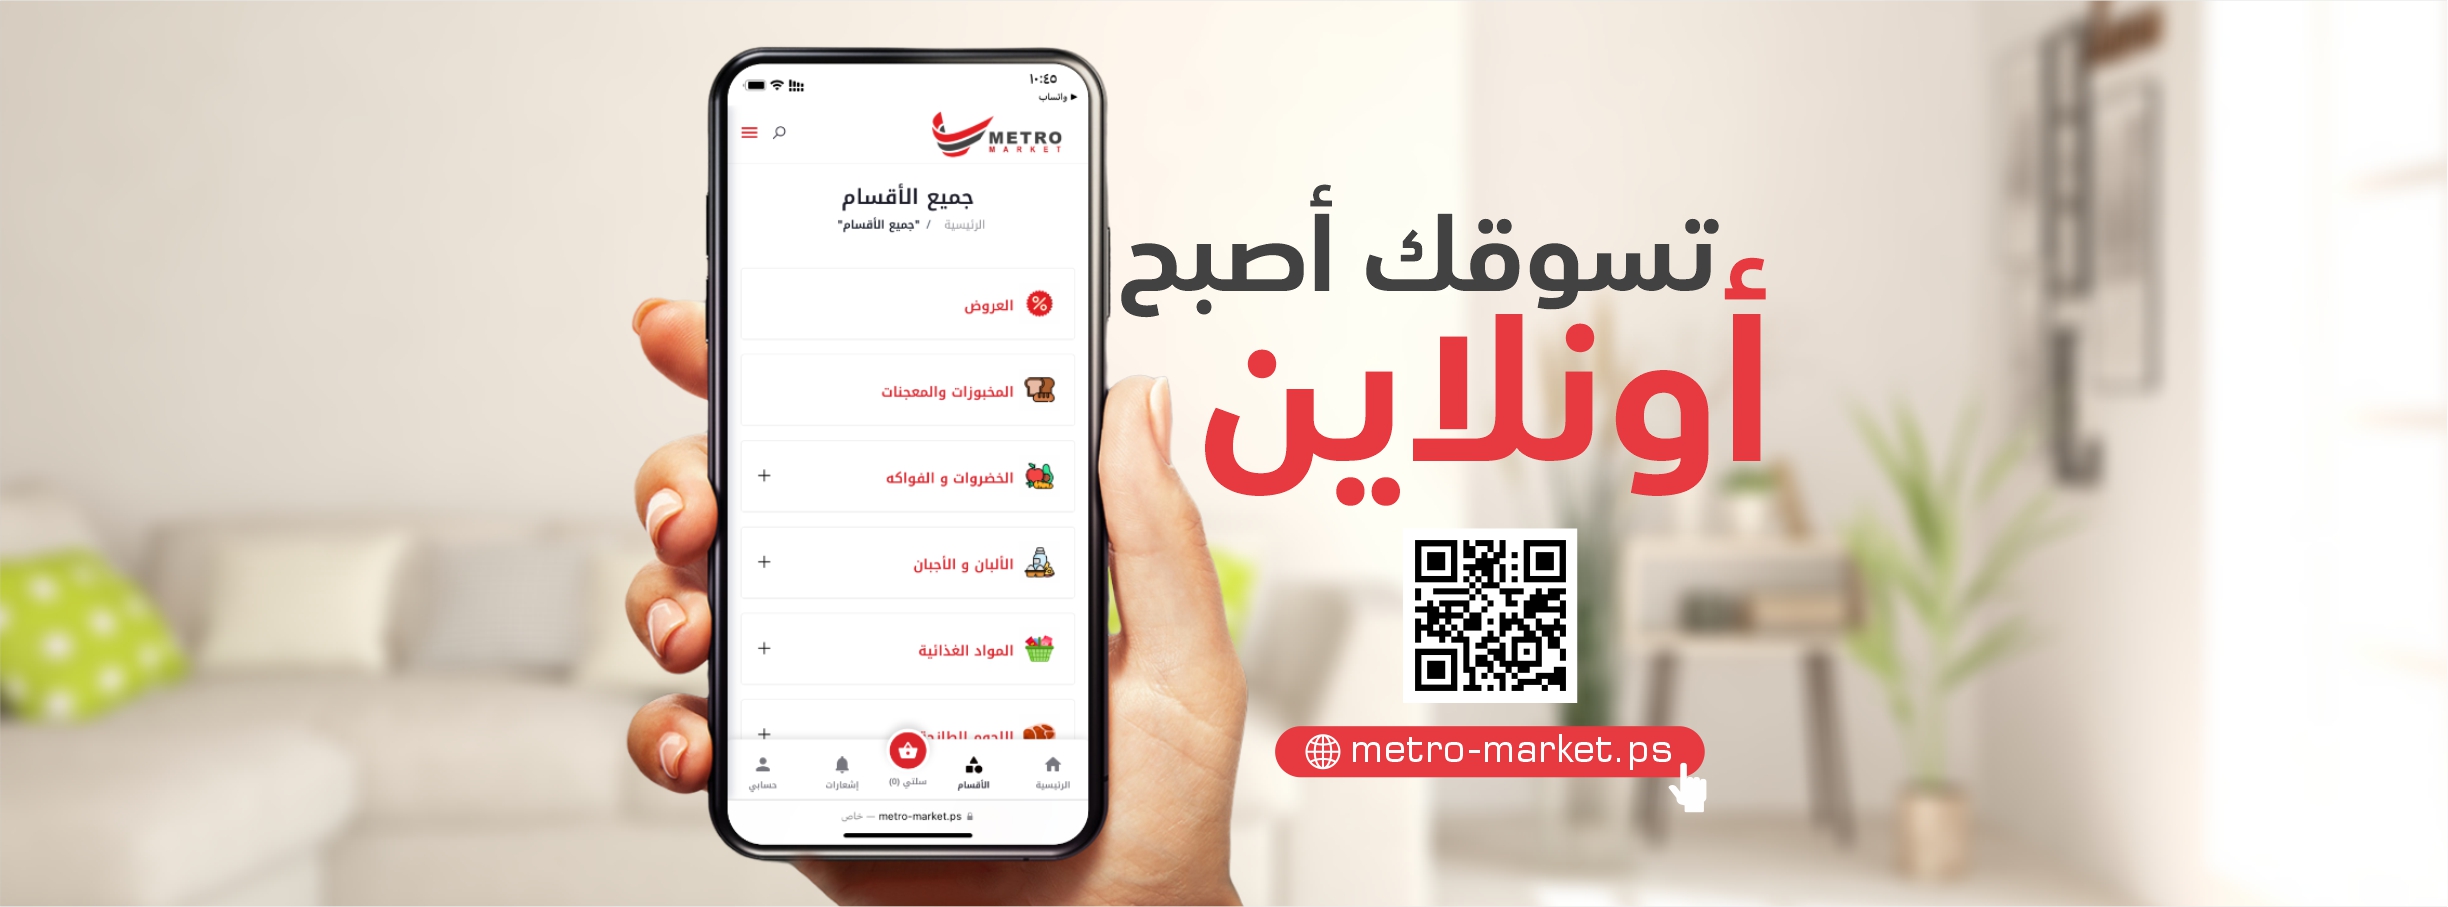 ١٠:٤٥
واتساب
METRO
MARKET
جميع الأقسام
الرئيسية / "جميع الأقسام"
العروض
المخبوزات والمعجنات
الخضروات و الفواكه
الألبان و الأجبان
المواد الغذائية
الرئيسية
الأقسام
سلتي (0)
إشعارات
حسابي
metro-market.ps — خاص
تسوقك أصبح
أونلاين
metro-market.ps